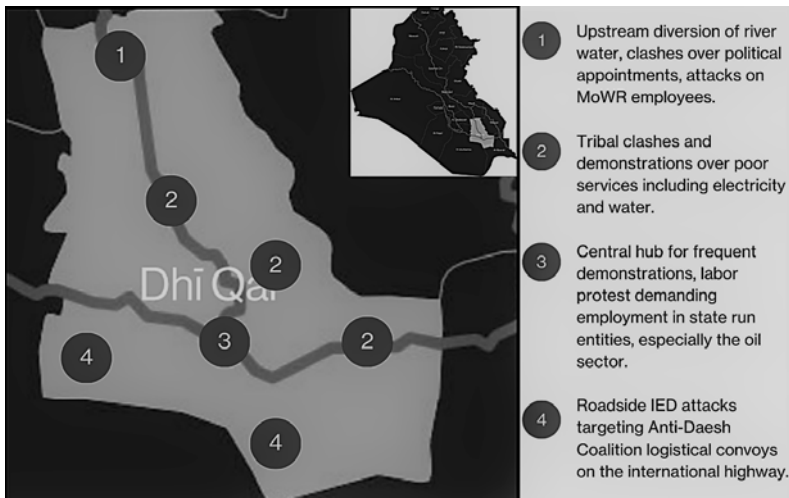 1
2
2
Dhī Qar
3
2
4
4
1
Upstream diversion of river
water, clashes over political
appointments, attacks on
MoWR employees.
2
Tribal clashes and
demonstrations over poor
services including electricity
and water.
3
Central hub for frequent
demonstrations, labor
protest demanding
employment in state run
entities, especially the oil
sector.
4
Roadside IED attacks
targeting Anti-Daesh
Coalition logistical convoys
on the international highway.